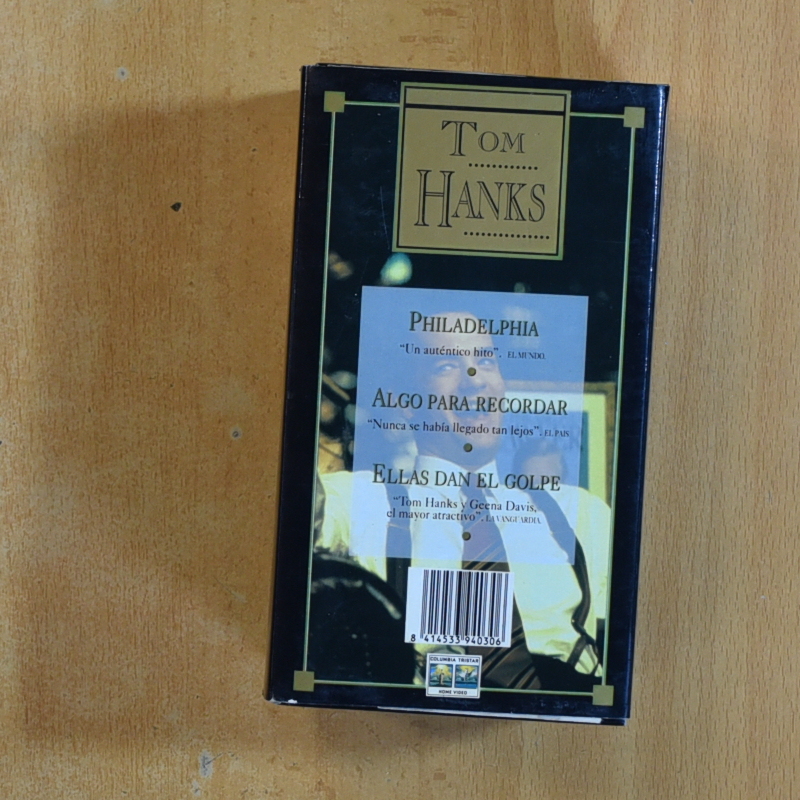 TOM
HANKS
PHILADELPHIA
“Un auténtico hito”. EL MUNDO.
ALGO PARA RECORDAR
“Nunca se había llegado tan lejos”. EL PAIS
ELLAS DAN EL GOLPE
“Tom Hanks y Geena Davis,
el mayor atractivo”. LA VANGUARDIA.
8 414533 940306
COLUMBIA TRISTAR
HOME VIDEO